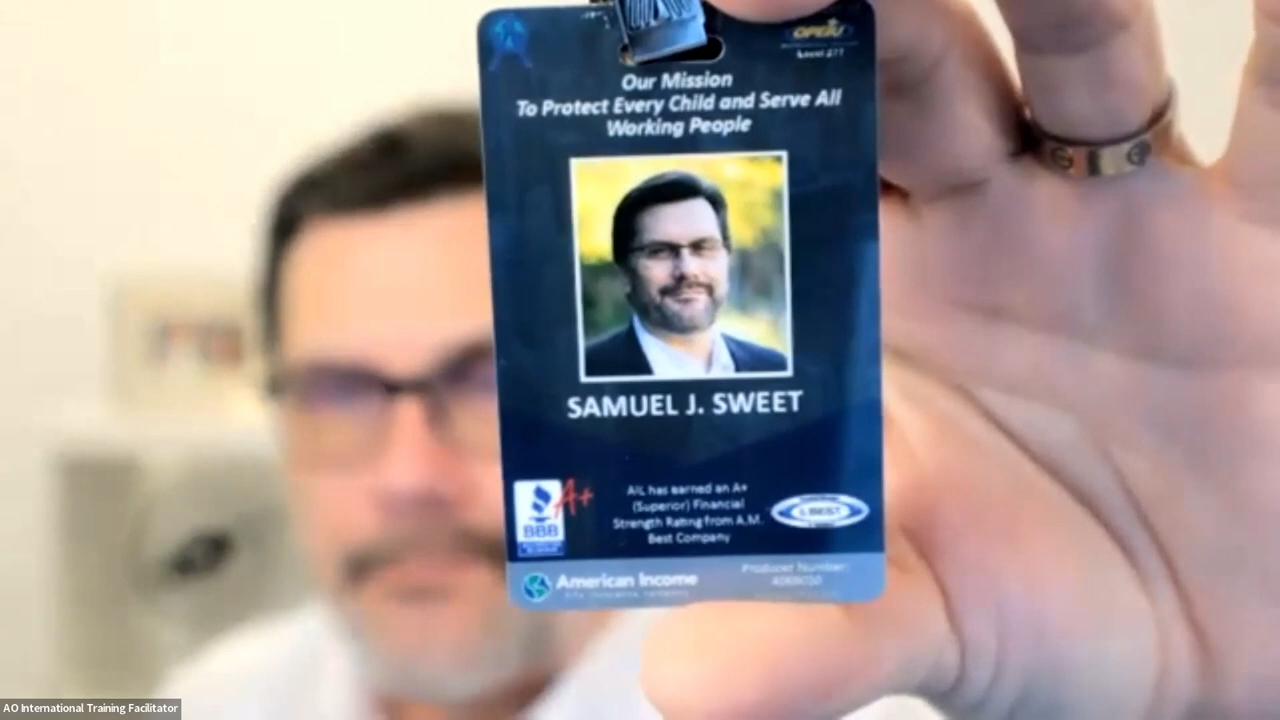 OPEIU
Our Mission
To Protect Every Child and Serve All
Working People
SAMUEL J. SWEET
A+
BBB
AIL has earned an A+
(Superior) Financial
Strength Rating from A.M.
Best Company
BEST
American Income
Producer Number:
AO International Training Facilitator